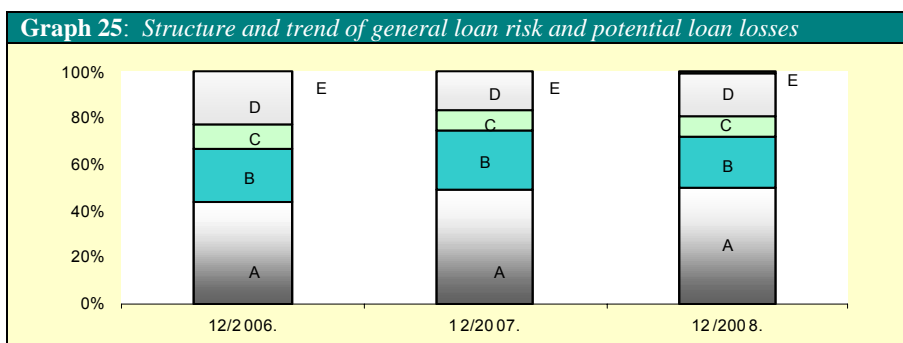 Graph 25: Structure and trend of general loan risk and potential loan losses
100%
E
E
E
D
D
D
80%
C
C
C
60%
B
B
B
40%
A
A
A
20%
0%
12/2006.
12/2007.
12/2008.